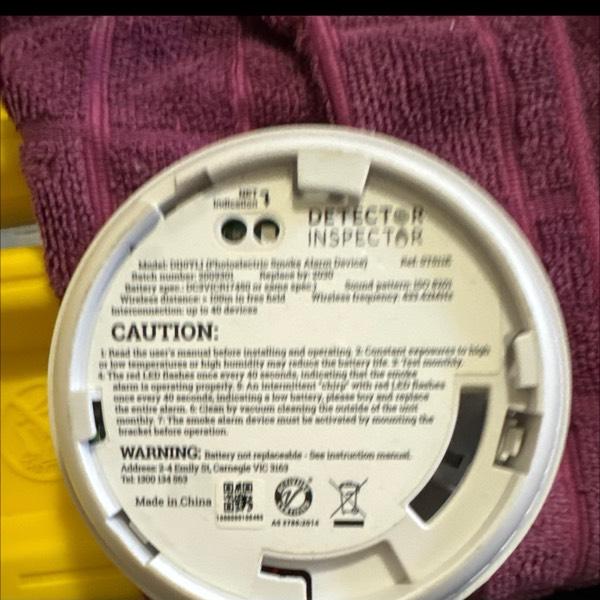 NET
indication
DETECTOR
INSPECTOR
Model: (Photoelectric Smoke Alarm Device)
Batch number: Replace by: 2030
Battery spec.: or same spec.) Sound pattern: ISO 8201
Wireless distance: > 100m in free field Wireless frequency:
Interconnection: up to 40 devices
CAUTION:
1: Read the user's manual before installing and operating. 2: Constant exposures to high
or low temperatures or high humidity may reduce the battery life. 3: Test monthly.
4: The red LED flashes once every 40 seconds, indicating that the smoke
alarm is operating properly. 5: An intermittent "chirp" with red LED flashes
once every 40 seconds, indicating a low battery, please buy and replace
the entire alarm. 6: Clean by vacuum cleaning the outside of the unit
monthly. 7: The smoke alarm device must be activated by mounting the
bracket before operation.
WARNING: Battery not replaceable - See instruction manual.
Address: 2-4 Emily St, Carnegie VIC 3163
Tel: 1300 134 563
Made in China
AS 3786:2014